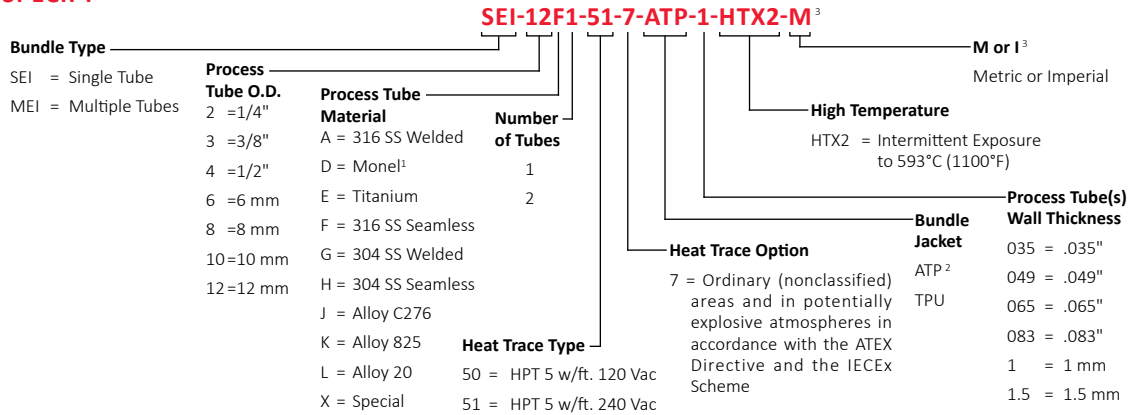 SEI-12F1-51-7-ATP-1-HTX2-M 3
Bundle Type
SEI = Single Tube
MEI = Multiple Tubes
Process
Tube O.D.
2 =1/4"
3 =3/8"
4 =1/2"
6 =6 mm
8 =8 mm
10=10 mm
12=12 mm
Process Tube
Material
A = 316 SS Welded
D = Monel1
E = Titanium
F = 316 SS Seamless
G = 304 SS Welded
H = 304 SS Seamless
J = Alloy C276
K = Alloy 825
L = Alloy 20
X = Special
Number
of Tubes
1
2
Heat Trace Type
50 = HPT 5 w/ft. 120 Vac
51 = HPT 5 w/ft. 240 Vac
Heat Trace Option
7 = Ordinary (nonclassified)
areas and in potentially
explosive atmospheres in
accordance with the ATEX
Directive and the IECEx
Scheme
Bundle
Jacket
ATP 2
TPU
Process Tube(s)
Wall Thickness
035 = .035"
049 = .049"
065 = .065"
083 = .083"
1 = 1 mm
1.5 = 1.5 mm
High Temperature
HTX2 = Intermittent Exposure
to 593°C (1100°F)
M or I 3
Metric or Imperial